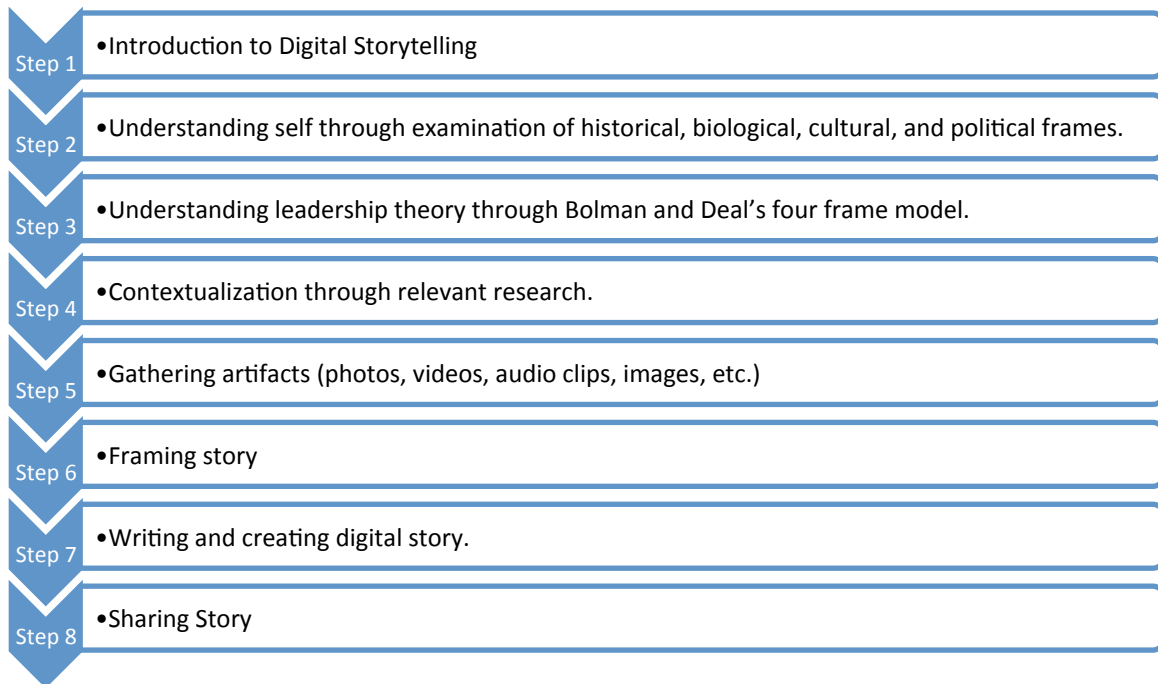 Step 1
•Introduction to Digital Storytelling
Step 2
•Understanding self through examination of historical, biological, cultural, and political frames.
Step 3
•Understanding leadership theory through Bolman and Deal’s four frame model.
Step 4
•Contextualization through relevant research.
Step 5
•Gathering artifacts (photos, videos, audio clips, images, etc.)
Step 6
•Framing story
Step 7
•Writing and creating digital story.
Step 8
•Sharing Story